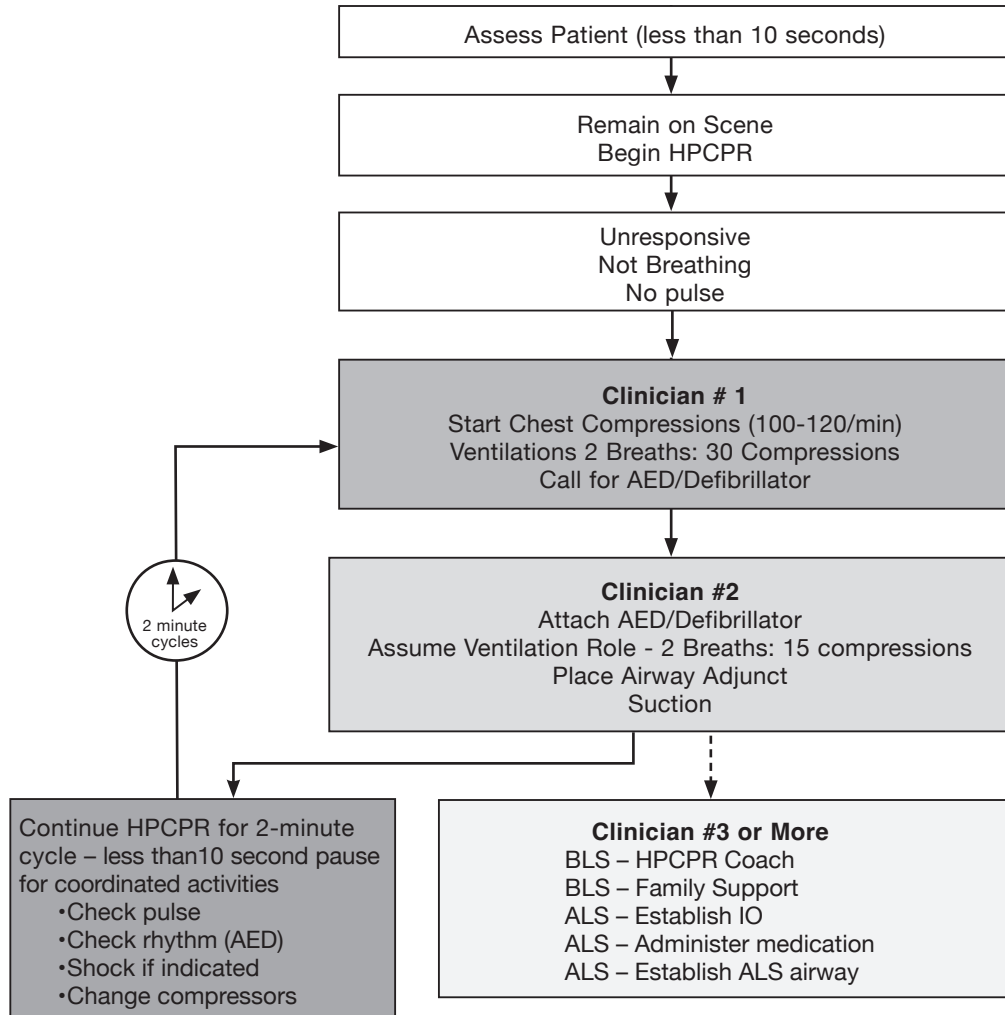 Assess Patient (less than 10 seconds)
Remain on Scene
Begin HPCPR
Unresponsive
Not Breathing
No pulse
Clinician # 1
Start Chest Compressions (100-120/min)
Ventilations 2 Breaths: 30 Compressions
Call for AED/Defibrillator
Clinician #2
Attach AED/Defibrillator
Assume Ventilation Role - 2 Breaths: 15 compressions
Place Airway Adjunct
Suction
2 minute
cycles
Continue HPCPR for 2-minute
cycle – less than10 second pause
for coordinated activities
•Check pulse
•Check rhythm (AED)
•Shock if indicated
•Change compressors
Clinician #3 or More
BLS – HPCPR Coach
BLS – Family Support
ALS – Establish IO
ALS – Administer medication
ALS – Establish ALS airway